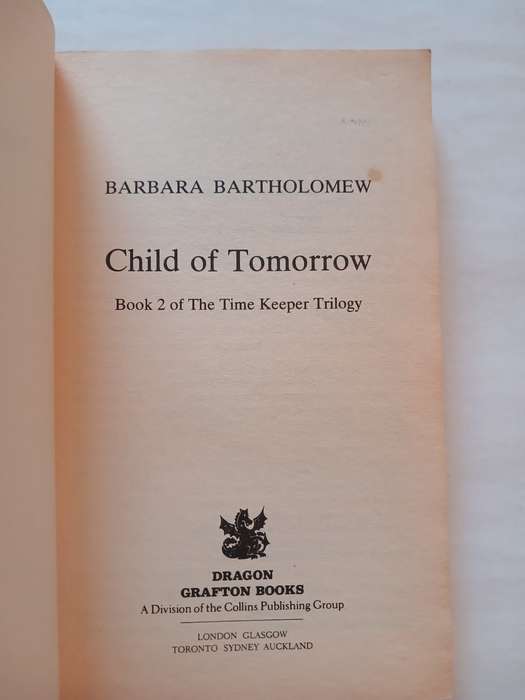 BARBARA BARTHOLOMEW
Child of Tomorrow
Book 2 of The Time Keeper Trilogy
DRAGON
GRAFTON BOOKS
A Division of the Collins Publishing Group
LONDON GLASGOW
TORONTO SYDNEY AUCKLAND